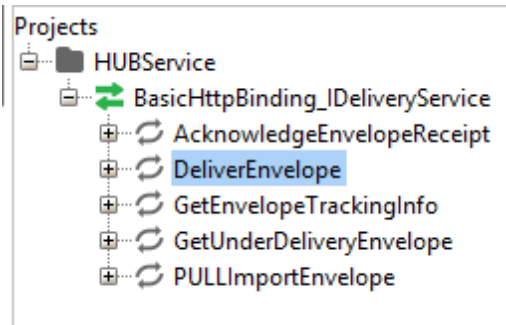 Projects
HUBService
BasicHttpBinding_IDeliveryService
AcknowledgeEnvelopeReceipt
DeliverEnvelope
GetEnvelopeTrackingInfo
GetUnderDeliveryEnvelope
PULLImportEnvelope